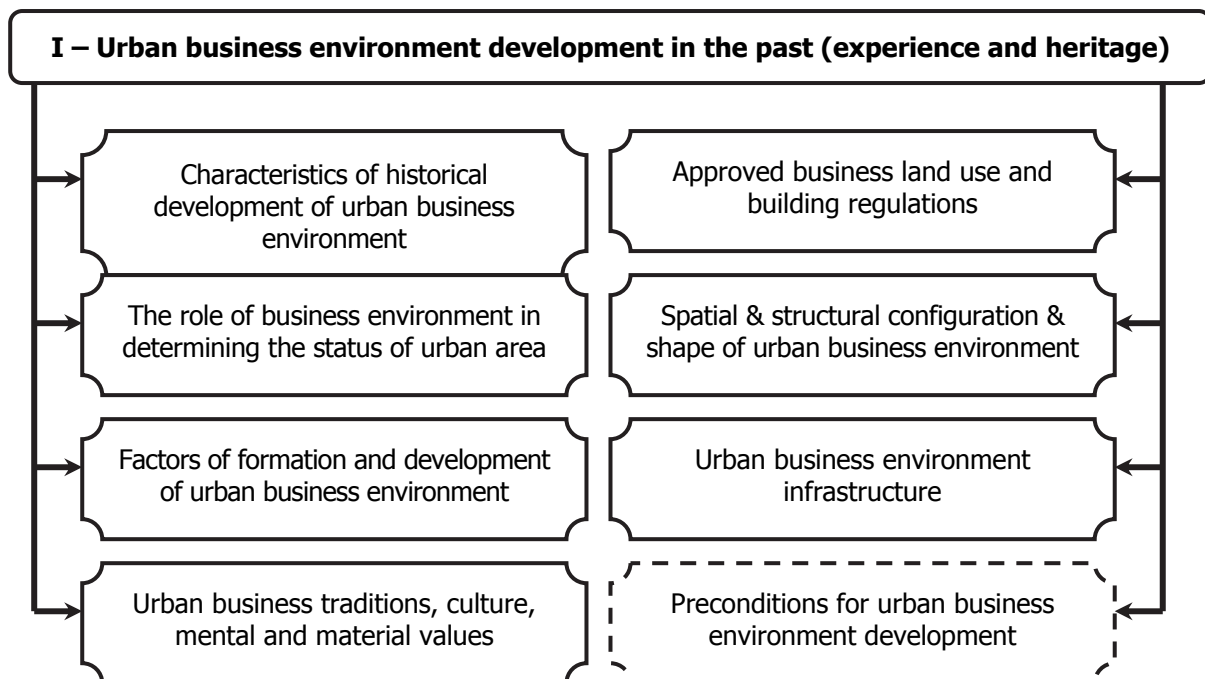 I – Urban business environment development in the past (experience and heritage)
Characteristics of historical
development of urban business
environment
Approved business land use and
building regulations
The role of business environment in
determining the status of urban area
Spatial & structural configuration &
shape of urban business environment
Factors of formation and development
of urban business environment
Urban business environment
infrastructure
Urban business traditions, culture,
mental and material values
Preconditions for urban business
environment development